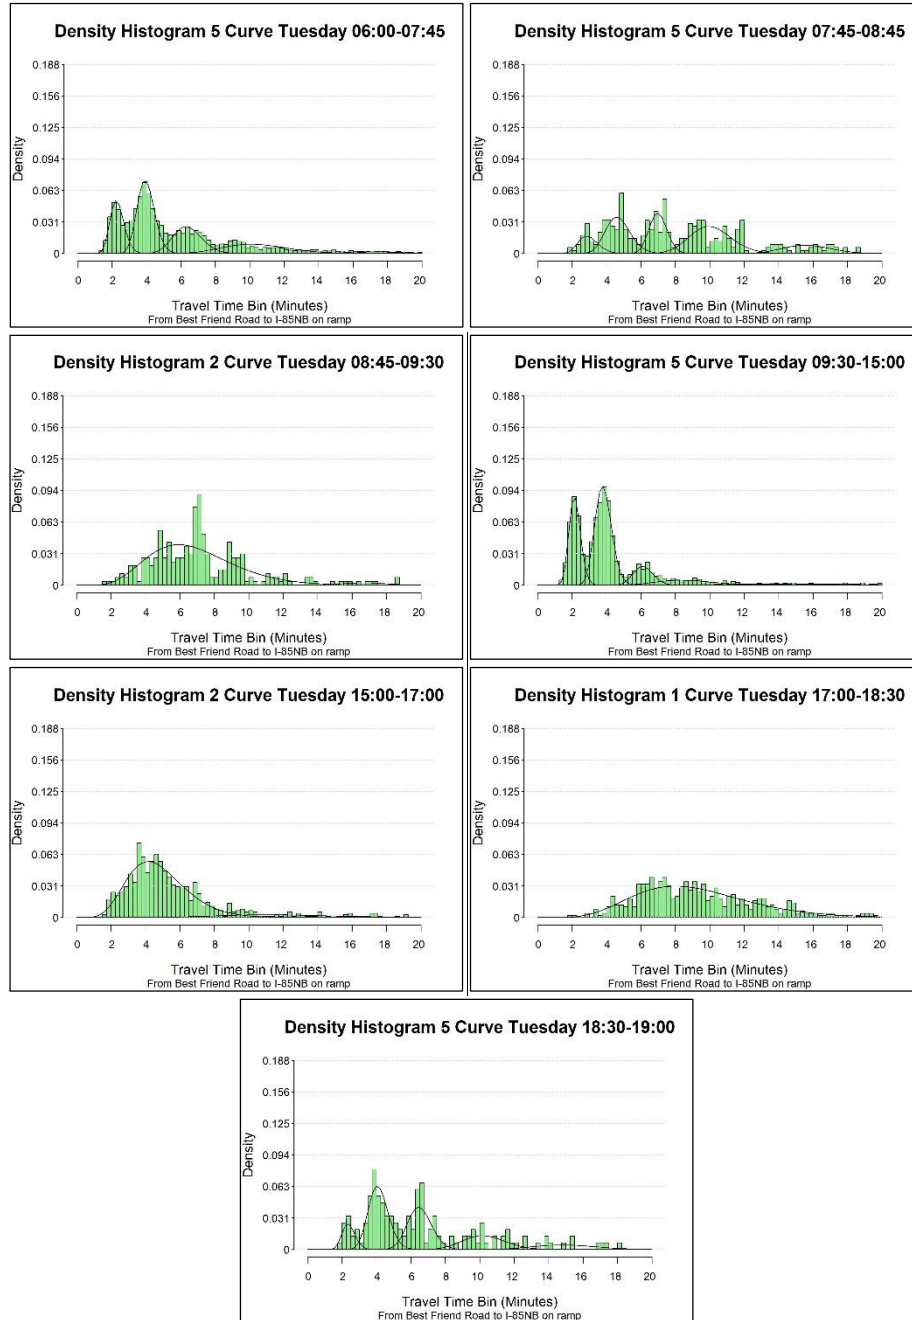 Density Histogram 5 Curve Tuesday 06:00-07:45
0.188
0.156
0.125
0.094
0.063
0.031
0
Density
0 2 4 6 8 10 12 14 16 18 20
Travel Time Bin (Minutes)
From Best Friend Road to I-85NB on ramp
Density Histogram 5 Curve Tuesday 07:45-08:45
0.188
0.156
0.125
0.094
0.063
0.031
0
Density
0 2 4 6 8 10 12 14 16 18 20
Travel Time Bin (Minutes)
From Best Friend Road to I-85NB on ramp
Density Histogram 2 Curve Tuesday 08:45-09:30
0.188
0.156
0.125
0.094
0.063
0.031
0
Density
0 2 4 6 8 10 12 14 16 18 20
Travel Time Bin (Minutes)
From Best Friend Road to I-85NB on ramp
Density Histogram 5 Curve Tuesday 09:30-15:00
0.188
0.156
0.125
0.094
0.063
0.031
0
Density
0 2 4 6 8 10 12 14 16 18 20
Travel Time Bin (Minutes)
From Best Friend Road to I-85NB on ramp
Density Histogram 2 Curve Tuesday 15:00-17:00
0.188
0.156
0.125
0.094
0.063
0.031
0
Density
0 2 4 6 8 10 12 14 16 18 20
Travel Time Bin (Minutes)
From Best Friend Road to I-85NB on ramp
Density Histogram 1 Curve Tuesday 17:00-18:30
0.188
0.156
0.125
0.094
0.063
0.031
0
Density
0 2 4 6 8 10 12 14 16 18 20
Travel Time Bin (Minutes)
From Best Friend Road to I-85NB on ramp
Density Histogram 5 Curve Tuesday 18:30-19:00
0.188
0.156
0.125
0.094
0.063
0.031
0
Density
0 2 4 6 8 10 12 14 16 18 20
Travel Time Bin (Minutes)
From Best Friend Road to I-85NB on ramp